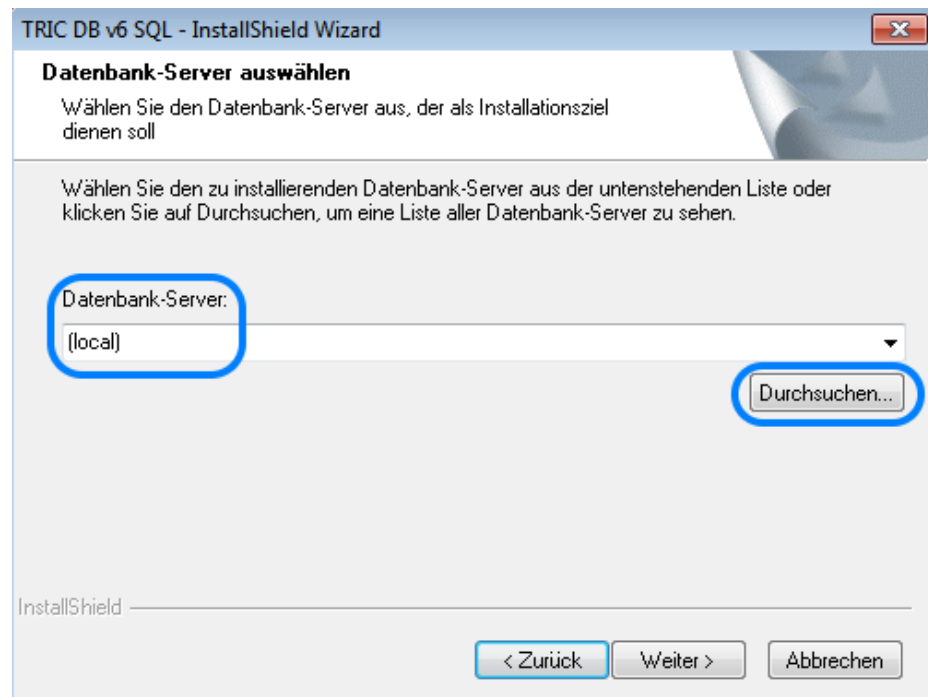 TRIC DB v6 SQL - InstallShield Wizard
Datenbank-Server auswählen
Wählen Sie den Datenbank-Server aus, der als Installationsziel
dienen soll
Wählen Sie den zu installierenden Datenbank-Server aus der untenstehenden Liste oder
klicken Sie auf Durchsuchen, um eine Liste aller Datenbank-Server zu sehen.
Datenbank-Server:
(local)
Durchsuchen...
InstallShield
< Zurück
Weiter >
Abbrechen